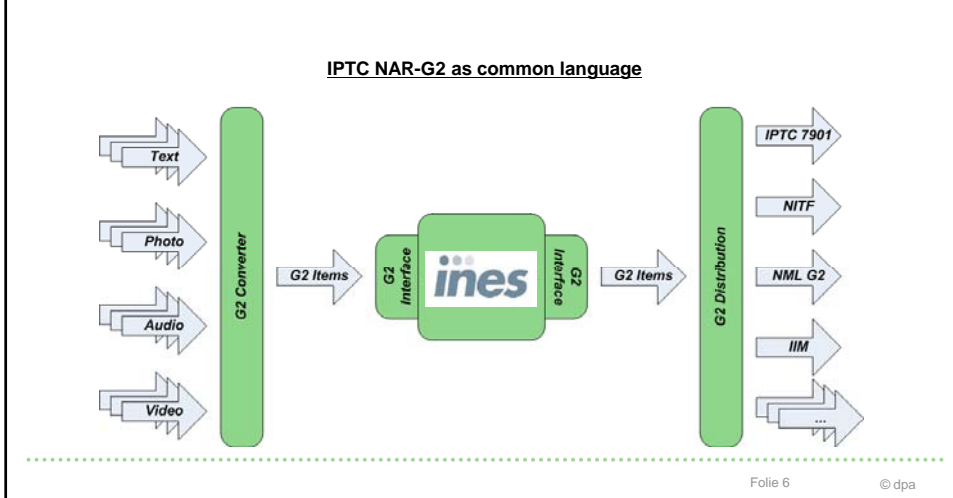 IPTC NAR-G2 as common language
Text
Photo
Audio
Video
G2 Converter
G2 Items
G2
Interface
ines
G2
Interface
G2 Items
G2 Distribution
IPTC 7901
NITF
NML G2
IIM
...
Folie 6
© dpa